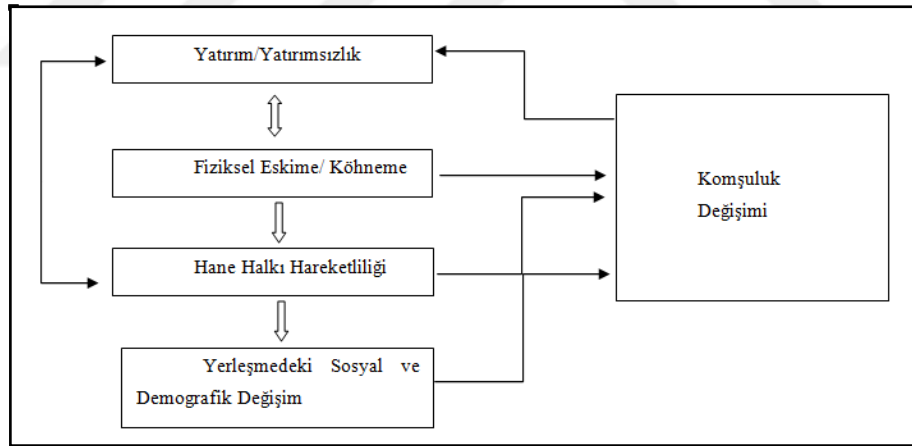 Yatırım/Yatırımsızlık
Fiziksel Eskime/ Köhneme
Hane Halkı Hareketliliği
Yerleşmedeki Sosyal ve
Demografik Değişim
Komşuluk
Değişimi